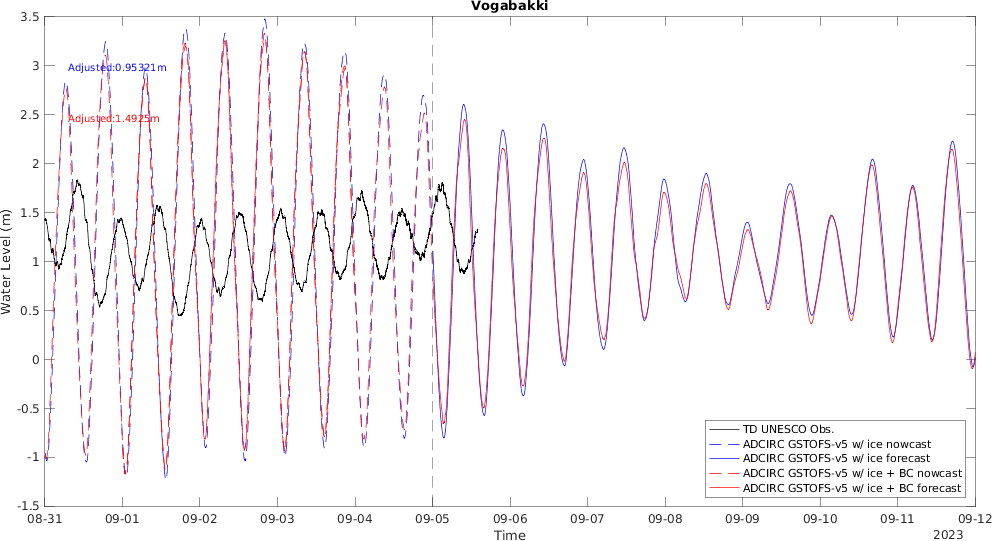 Vogabakki
3.5
3
2.5
2
1.5
1
0.5
0
-0.5
-1
-1.5
Water Level (m)
Adjusted:0.95321m
Adjusted:1.4925m
TD UNESCO Obs.
ADCIRC GSTOFS-v5 w/ ice nowcast
ADCIRC GSTOFS-v5 w/ ice forecast
ADCIRC GSTOFS-v5 w/ ice + BC nowcast
ADCIRC GSTOFS-v5 w/ ice + BC forecast
08-31 09-01 09-02 09-03 09-04 09-05 09-06 09-07 09-08 09-09 09-10 09-11 09-12
Time
2023